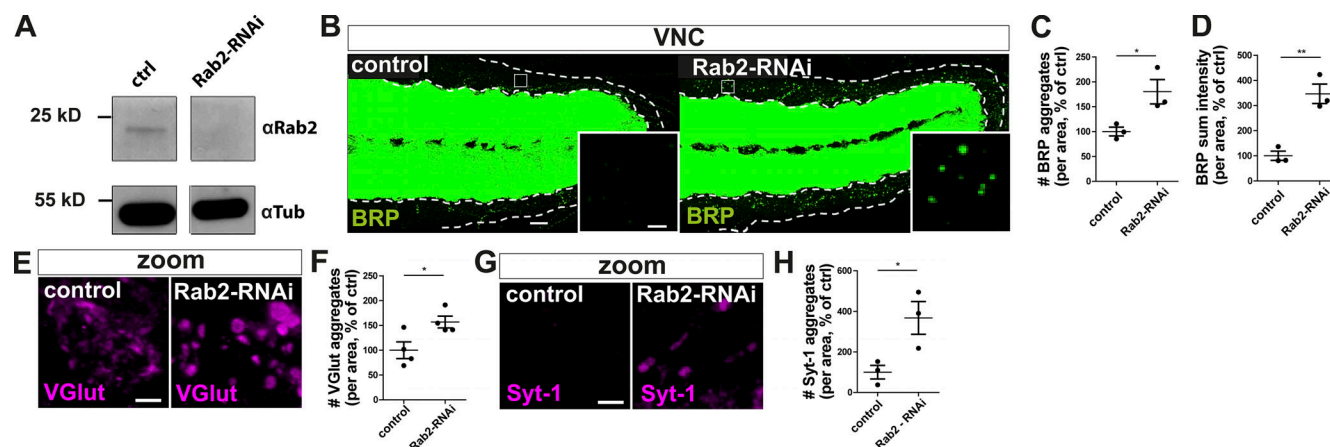 A
ctrl
Rab2-RNAi
25 kD
αRab2
55 kD
αTub
B
VNC
control
Rab2-RNAi
BRP
BRP
C
# BRP aggregates
(per area, % of ctrl)
250
200
150
100
50
0
*
control
Rab2-RNAi
D
BRP sum intensity
(per area, % of ctrl)
500
400
300
200
100
0
**
control
Rab2-RNAi
E
zoom
control
Rab2-RNAi
VGlut
VGlut
F
# VGlut aggregates
(per area, % of ctrl)
250
200
150
100
50
0
*
control
Rab2-RNAi
G
zoom
control
Rab2-RNAi
Syt-1
Syt-1
H
# Syt-1 aggregates
(per area, % of ctrl)
600
400
200
0
*
control
Rab2 - RNAi